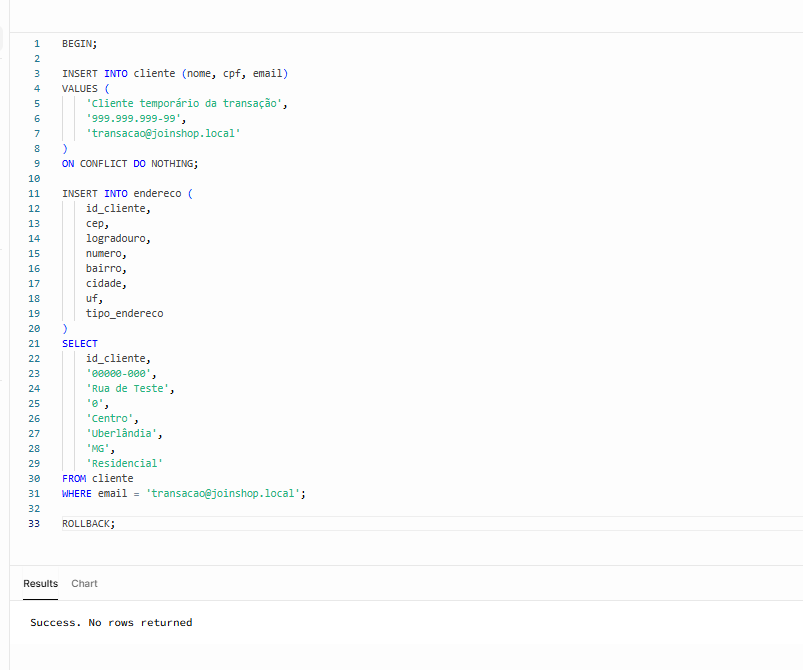 1 BEGIN;
2
3 INSERT INTO cliente (nome, cpf, email)
4 VALUES (
5 'Cliente temporário da transação',
6 '999.999.999-99',
7 'transacao@joinshop.local'
8 )
9 ON CONFLICT DO NOTHING;
10
11 INSERT INTO endereco (
12 id_cliente,
13 cep,
14 logradouro,
15 numero,
16 bairro,
17 cidade,
18 uf,
19 tipo_endereco
20 )
21 SELECT
22 id_cliente,
23 '00000-000',
24 'Rua de Teste',
25 '0',
26 'Centro',
27 'Uberlândia',
28 'MG',
29 'Residencial'
30 FROM cliente
31 WHERE email = 'transacao@joinshop.local';
32
33 ROLLBACK;
Results Chart
Success. No rows returned